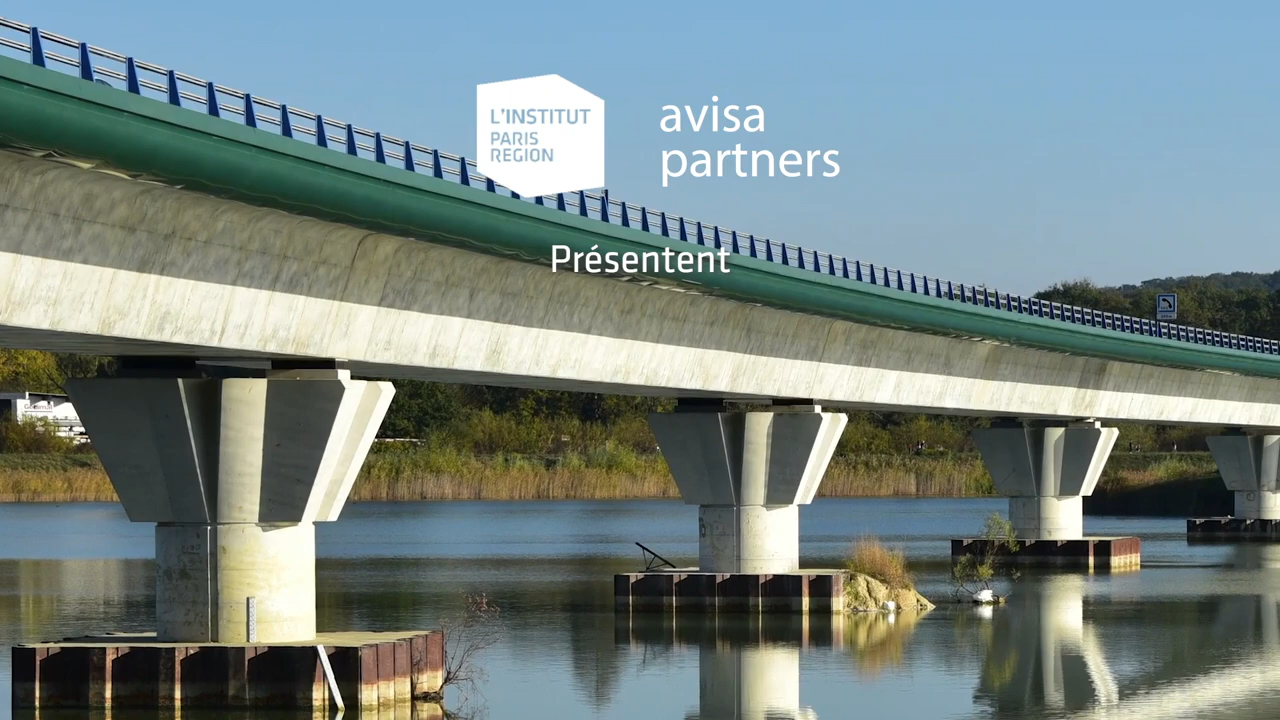 L'INSTITUT
PARIS
REGION
avisa
partners
Présentent